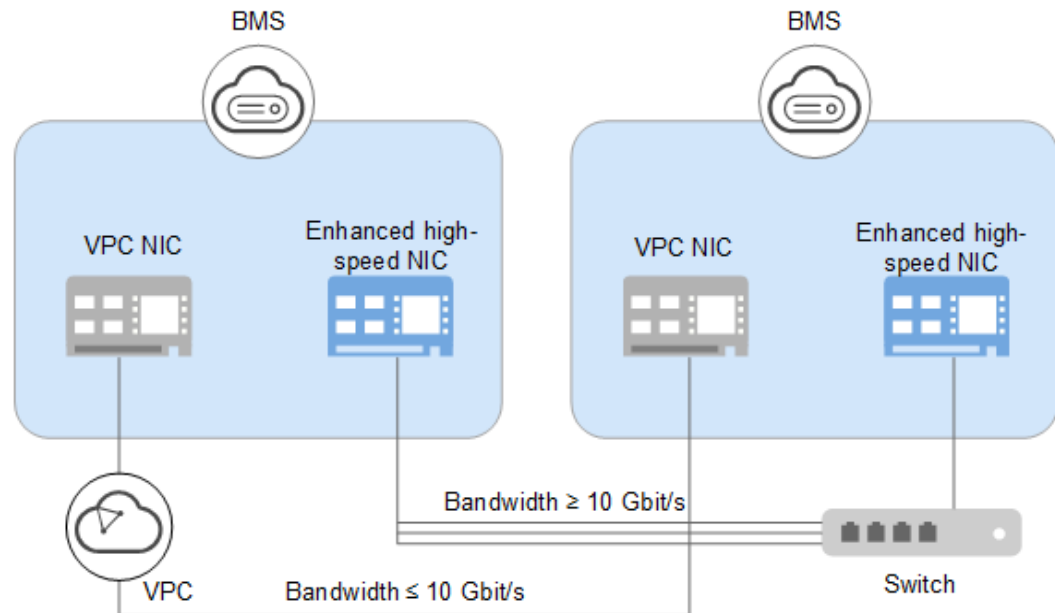 BMS
BMS
VPC NIC
Enhanced high-
speed NIC
VPC NIC
Enhanced high-
speed NIC
Bandwidth ≥ 10 Gbit/s
VPC
Bandwidth ≤ 10 Gbit/s
Switch